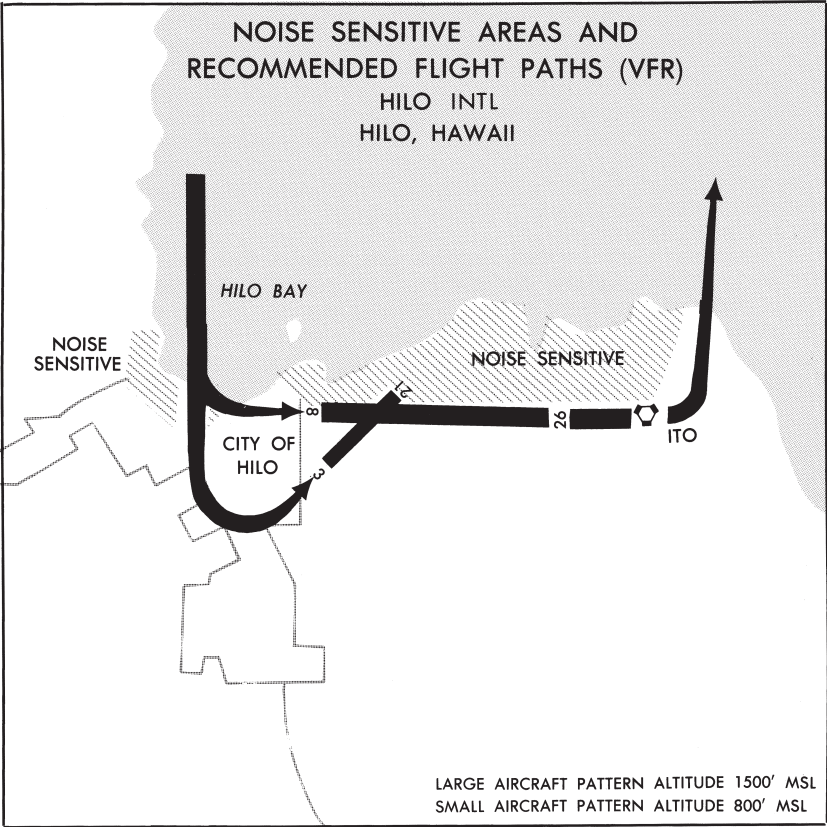 NOISE SENSITIVE AREAS AND
RECOMMENDED FLIGHT PATHS (VFR)
HILO INTL
HILO, HAWAII
HILO BAY
NOISE
SENSITIVE
NOISE SENSITIVE
21
8
26
ITO
CITY OF
HILO
3
LARGE AIRCRAFT PATTERN ALTITUDE 1500' MSL
SMALL AIRCRAFT PATTERN ALTITUDE 800' MSL